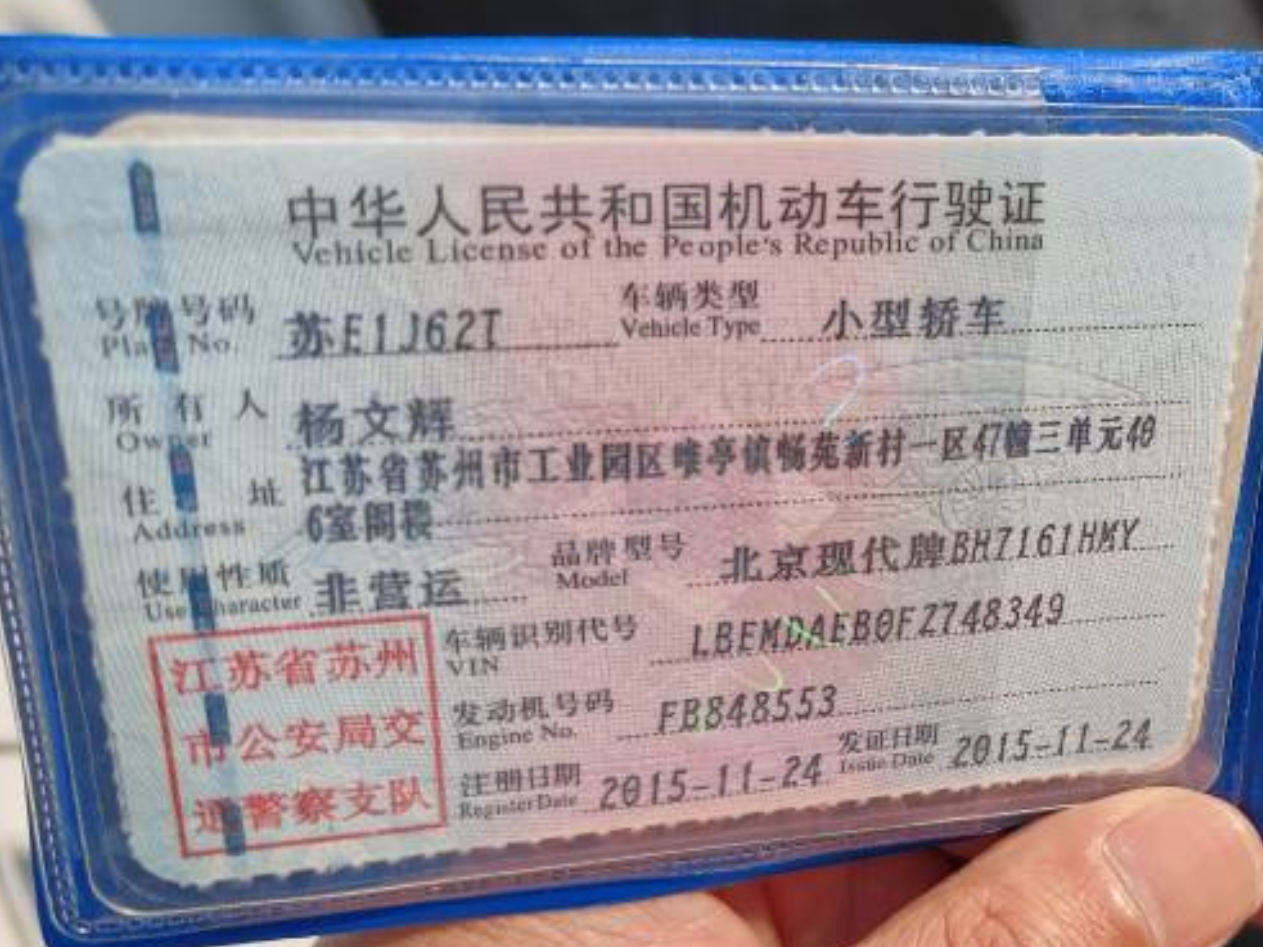 中华人民共和国机动车行驶证
Vehicle License of the People's Republic of China
号牌号码 苏E1J62T 车辆类型 小型轿车
Plate No. Vehicle Type
所有人 杨文辉
Owner
住址 江苏省苏州市工业园区唯亭镇畅苑新村一区47幢三单元40
Address 6室阁楼
使用性质 非营运 品牌型号 北京现代牌BH7161HMY
Use Character Model
江苏省苏州
市公安局交
通警察支队
车辆识别代号 LBEMDAEB0FZ748349
VIN
发动机号码 FB848553
Engine No.
注册日期 2015-11-24 发证日期 2015-11-24
Register Date Issue Date